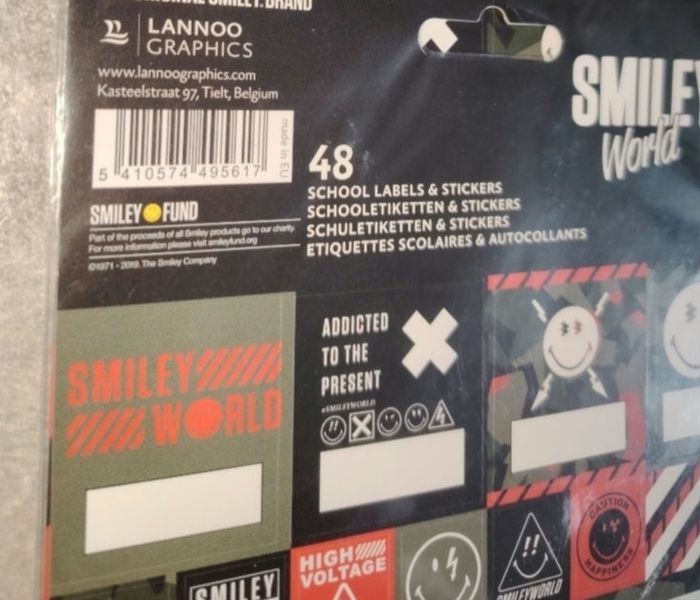 ORIGINAL SMILEY. BRAND
LANNOO
GRAPHICS
www.lannoographics.com
Kasteelstraat 97, Tielt, Belgium
made in EU
5 410574 495617
SMILEY FUND
Part of the proceeds of all Smiley products go to our charity.
For more information please visit smileyfund.org
©1971 - 2019. The Smiley Company
SMILEY
World
48
SCHOOL LABELS & STICKERS
SCHOOLETIKETTEN & STICKERS
SCHULETIKETTEN & STICKERS
ETIQUETTES SCOLAIRES & AUTOCOLLANTS
SMILEY
WORLD
ADDICTED
TO THE
PRESENT
#SMILEYWORLD
SMILEY
HIGH
VOLTAGE
!!
SMILEYWORLD
CAUTION
HAPPINESS